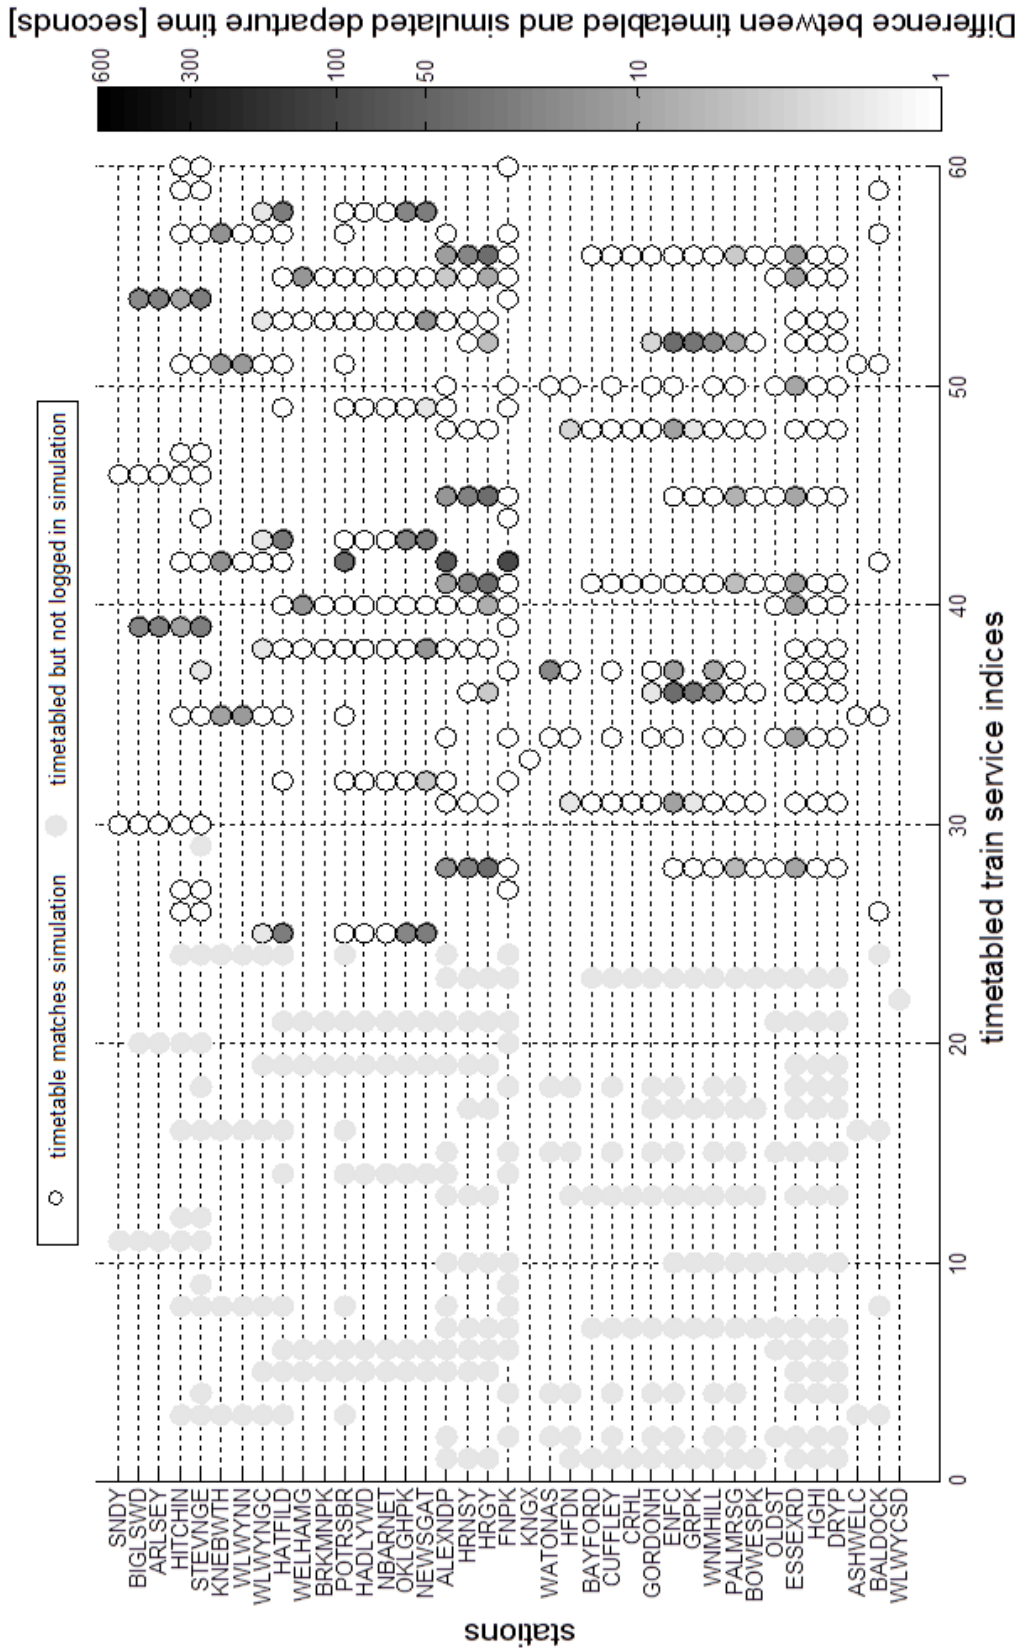 timetable matches simulation
timetabled but not logged in simulation
stations
SNDY
BIGLSWD
ARLSEY
HITCHIN
STEVNGE
KNEBWTH
WLWYNN
WLWYNGC
HATFILD
WELHAMG
BRKMNPK
POTRSBR
HADLYWD
NBARNET
OKLGHPK
NEWSGAT
ALEXNDP
HRNSY
HRGY
FNPK
KNGX
WATONAS
HFDN
BAYFORD
CUFFLEY
CRHL
GORDONH
ENFC
GRPK
WNMHILL
PALMRSG
BOWESPK
OLDST
ESSEXRD
HGHI
DRYP
ASHWELC
BALDOCK
WLWYCSD
0
10
20
30
40
50
60
timetabled train service indices
600
300
100
50
10
1
Difference between timetabled and simulated departure time [seconds]